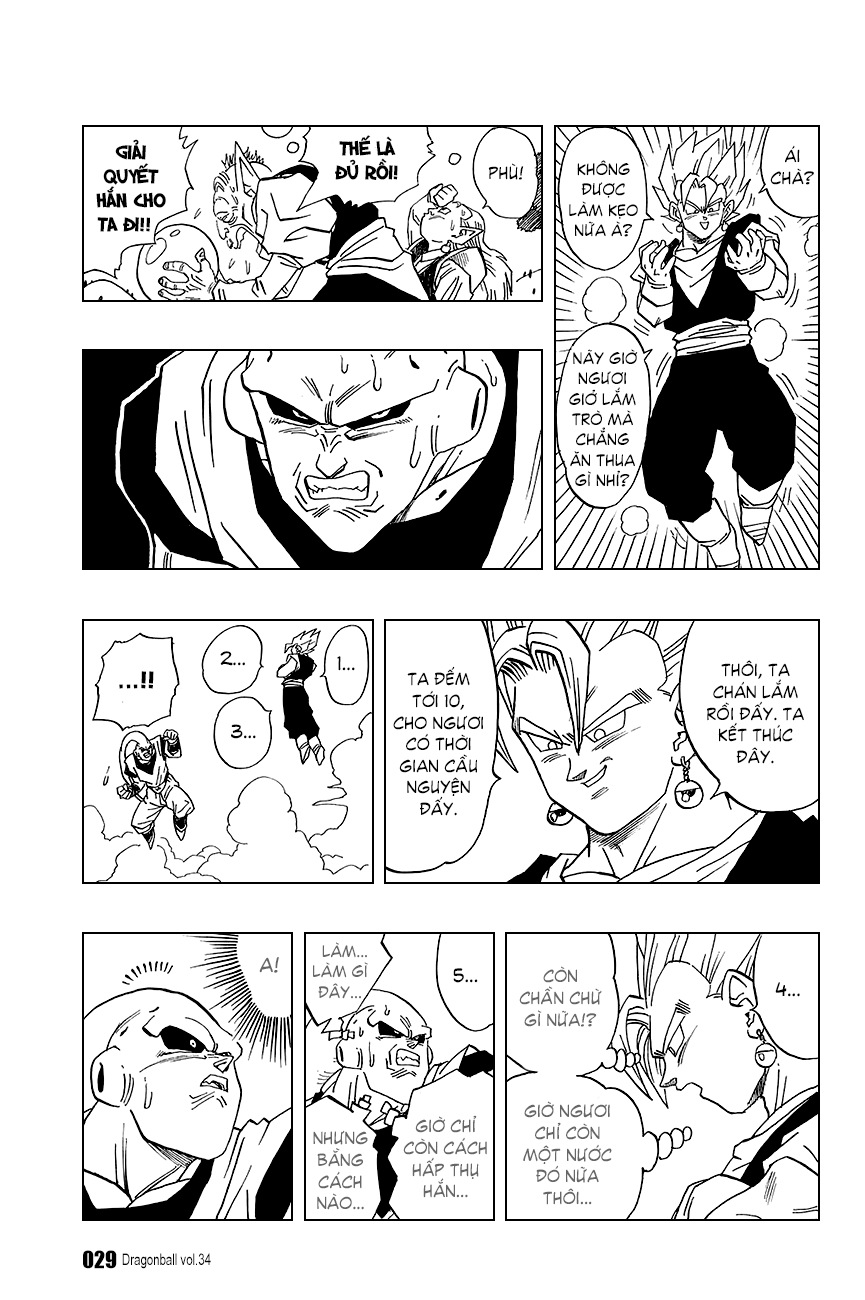 ÁI
CHÀ?
KHÔNG
ĐƯỢC
LÀM KẸO
NỮA À?
NÃY GIỜ
NGƯƠI
GIỞ LẮM
TRÒ MÀ
CHẲNG
ĂN THUA
GÌ NHỈ?
PHÙ!
THẾ LÀ
ĐỦ RỒI!
GIẢI
QUYẾT
HẮN CHO
TA ĐI!!
THÔI, TA
CHÁN LẮM
RỒI ĐẤY. TA
KẾT THÚC
ĐÂY.
TA ĐẾM
TỚI 10,
CHO NGƯƠI
CÓ THỜI
GIAN CẦU
NGUYỆN
ĐẤY.
1...
2...
3...
...!!
4...
CÒN
CHẦN CHỪ
GÌ NỮA!?
GIỜ NGƯƠI
CHỈ CÒN
MỘT NƯỚC
ĐÓ NỮA
THÔI...
5...
LÀM...
LÀM GÌ
ĐÂY...
GIỜ CHỈ
CÒN CÁCH
HẤP THỤ
HẮN...
NHƯNG
BẰNG
CÁCH
NÀO...
A!
029 Dragonball vol.34